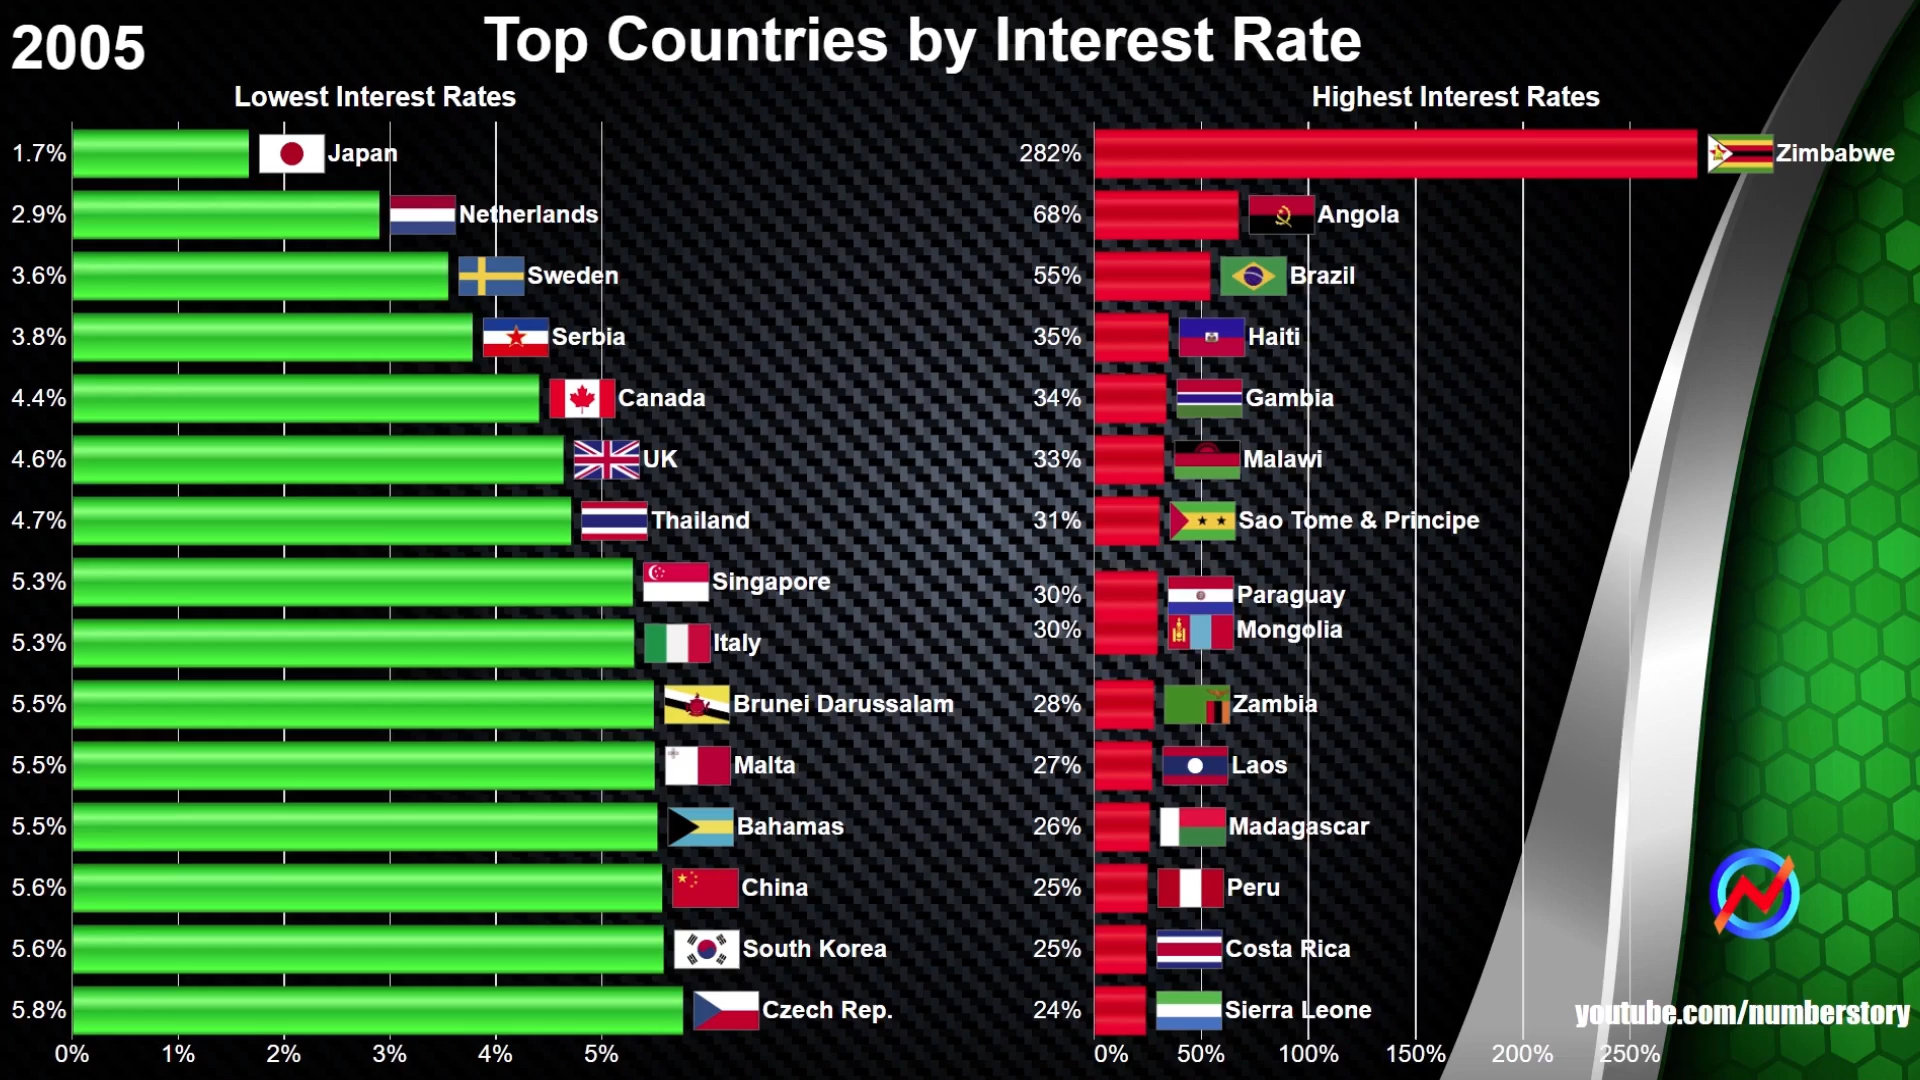 2005
Top Countries by Interest Rate
Lowest Interest Rates
1.7% Japan
2.9% Netherlands
3.6% Sweden
3.8% Serbia
4.4% Canada
4.6% UK
4.7% Thailand
5.3% Singapore
5.3% Italy
5.5% Brunei Darussalam
5.5% Malta
5.5% Bahamas
5.6% China
5.6% South Korea
5.8% Czech Rep.
0% 1% 2% 3% 4% 5%
Highest Interest Rates
282% Zimbabwe
68% Angola
55% Brazil
35% Haiti
34% Gambia
33% Malawi
31% Sao Tome & Principe
30% Paraguay
30% Mongolia
28% Zambia
27% Laos
26% Madagascar
25% Peru
25% Costa Rica
24% Sierra Leone
0% 50% 100% 150% 200% 250%
youtube.com/numberstory